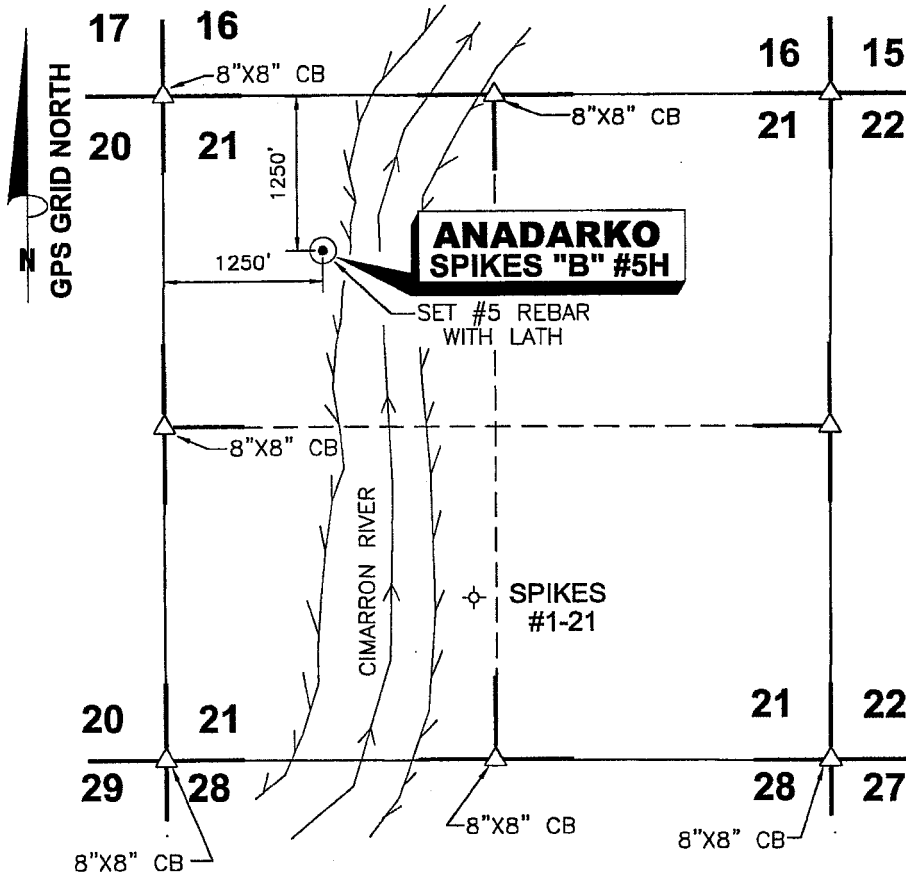 17 16
16 15
8"X8" CB
8"X8" CB
20 21
21 22
GPS GRID NORTH
N
1250'
1250'
ANADARKO
SPIKES "B" #5H
SET #5 REBAR
WITH LATH
8"X8" CB
CIMARRON RIVER
SPIKES
#1-21
20 21
21 22
29 28
28 27
8"X8" CB
8"X8" CB
8"X8" CB